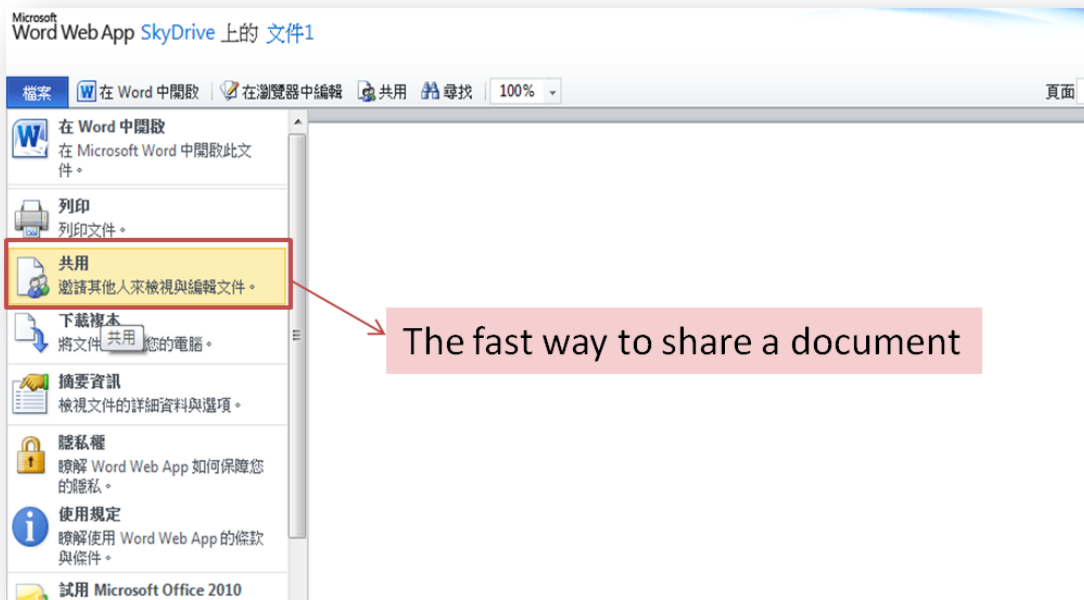 Microsoft
Word Web App SkyDrive 上的 文件1
檔案 在 Word 中開啟 在瀏覽器中編輯 共用 尋找 100% 頁面
在 Word 中開啟
在 Microsoft Word 中開啟此文
件。
列印
列印文件。
共用
邀請其他人來檢視與編輯文件。
The fast way to share a document
下載複本
共用
將文件 您的電腦。
摘要資訊
檢視文件的詳細資料與選項。
隱私權
瞭解 Word Web App 如何保障您
的隱私。
使用規定
瞭解使用 Word Web App 的條款
與條件。
試用 Microsoft Office 2010